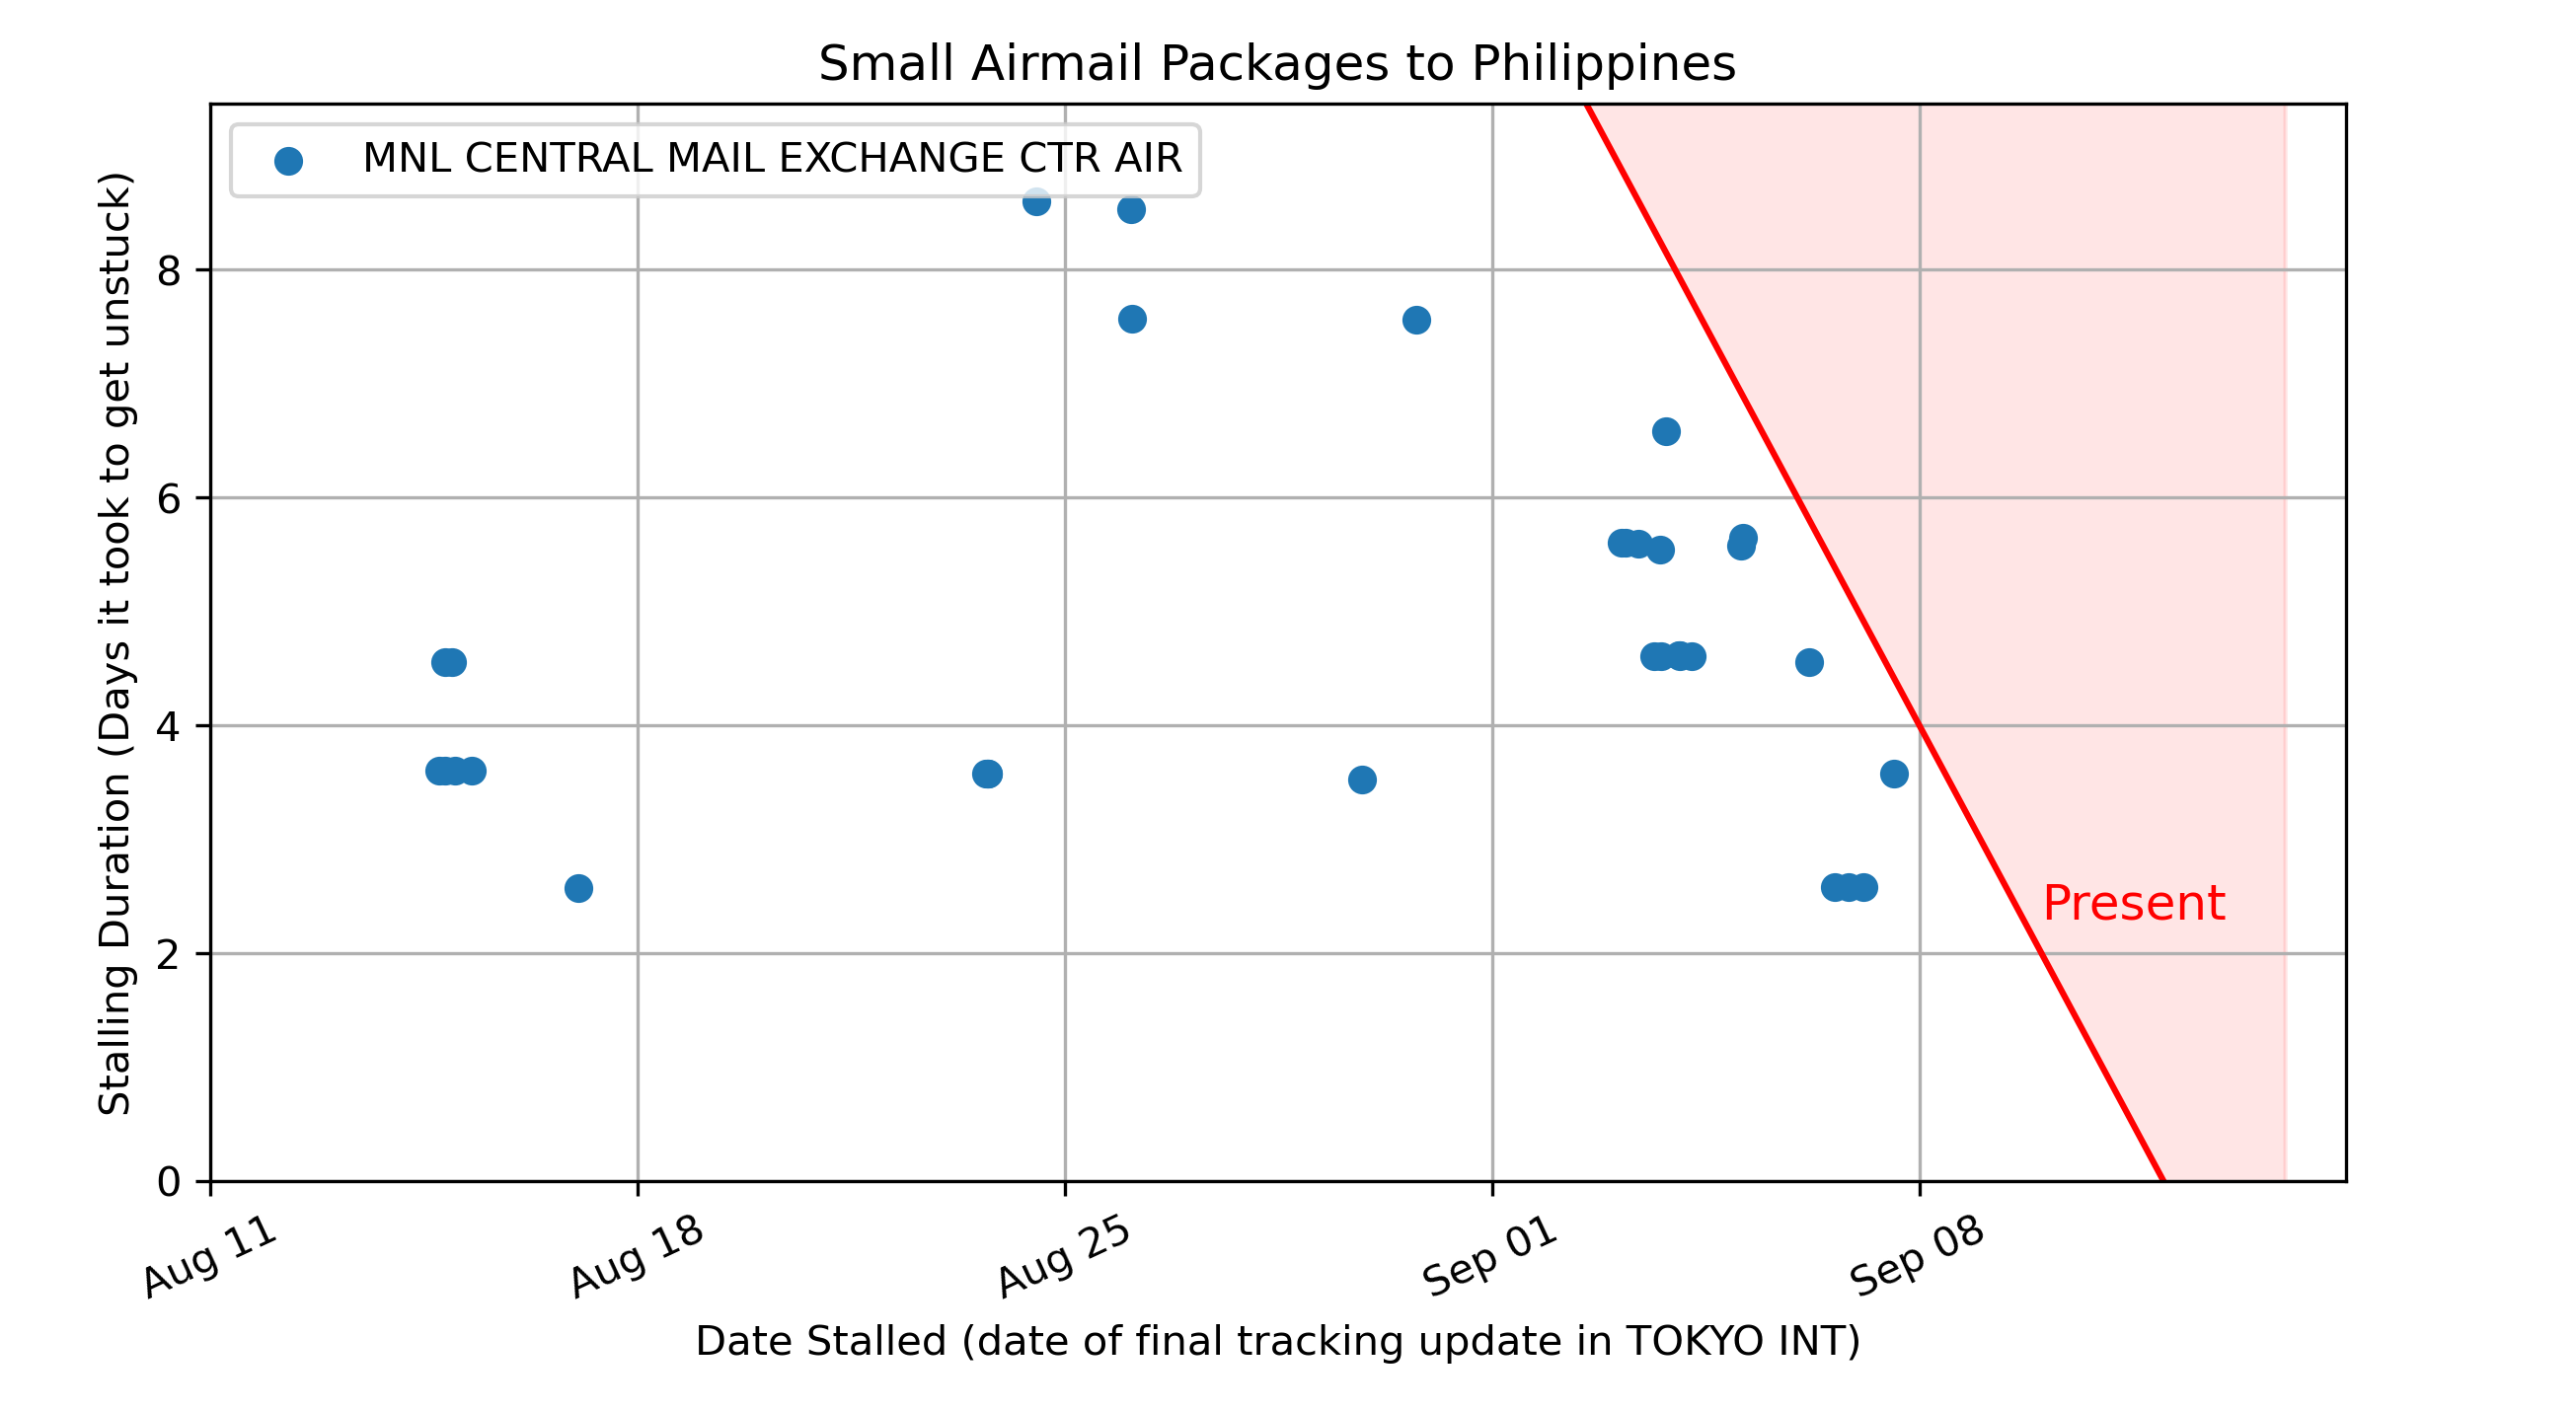 Small Airmail Packages to Philippines
MNL CENTRAL MAIL EXCHANGE CTR AIR
Stalling Duration (Days it took to get unstuck)
8
6
4
2
0
Present
Aug 11
Aug 18
Aug 25
Sep 01
Sep 08
Date Stalled (date of final tracking update in TOKYO INT)